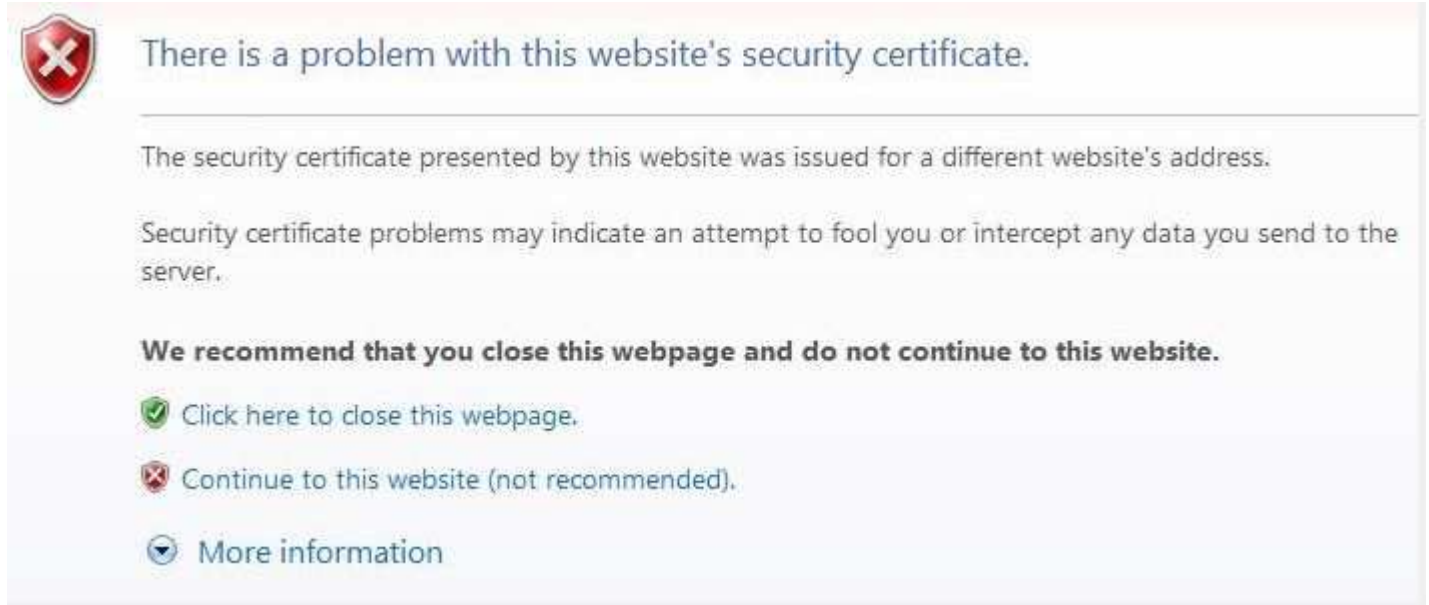 There is a problem with this website's security certificate.
The security certificate presented by this website was issued for a different website's address.
Security certificate problems may indicate an attempt to fool you or intercept any data you send to the
server.
We recommend that you close this webpage and do not continue to this website.
Click here to close this webpage.
Continue to this website (not recommended).
More information